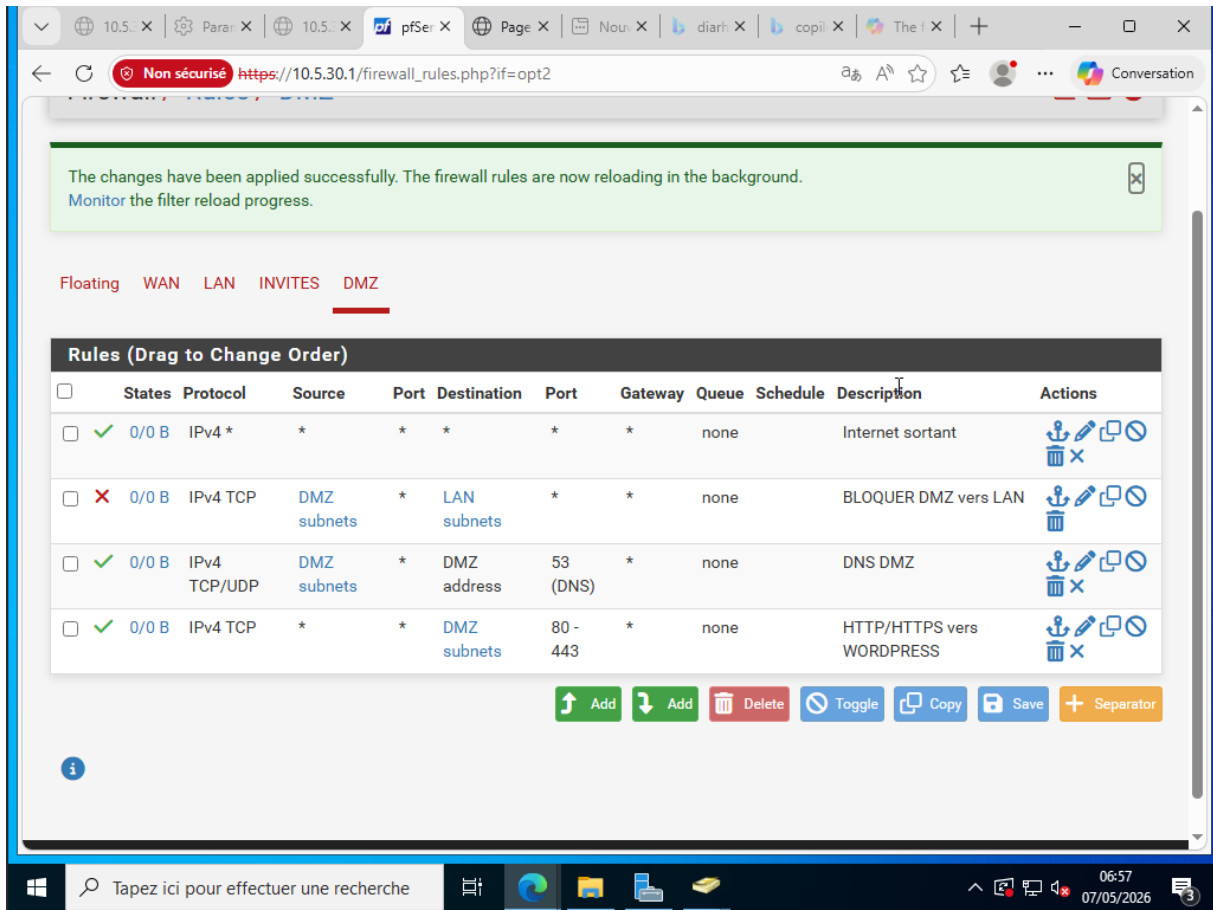 10.5.
Param
10.5.
pfSer
Page
Nouv
diarh
copil
The f
Non sécurisé https://10.5.30.1/firewall_rules.php?if=opt2
Conversation
Firewall / Rules / DMZ
The changes have been applied successfully. The firewall rules are now reloading in the background.
Monitor the filter reload progress.
Floating WAN LAN INVITES DMZ
Rules (Drag to Change Order)
States Protocol Source Port Destination Port Gateway Queue Schedule Description Actions
0/0 B IPv4 * * * * * * none Internet sortant
0/0 B IPv4 TCP DMZ * LAN * * none BLOQUER DMZ vers LAN
subnets subnets
0/0 B IPv4 DMZ * DMZ 53 * none DNS DMZ
TCP/UDP subnets address (DNS)
0/0 B IPv4 TCP * * DMZ 80 - * none HTTP/HTTPS vers
subnets 443 WORDPRESS
Add Add Delete Toggle Copy Save Separator
Tapez ici pour effectuer une recherche
06:57
07/05/2026
3